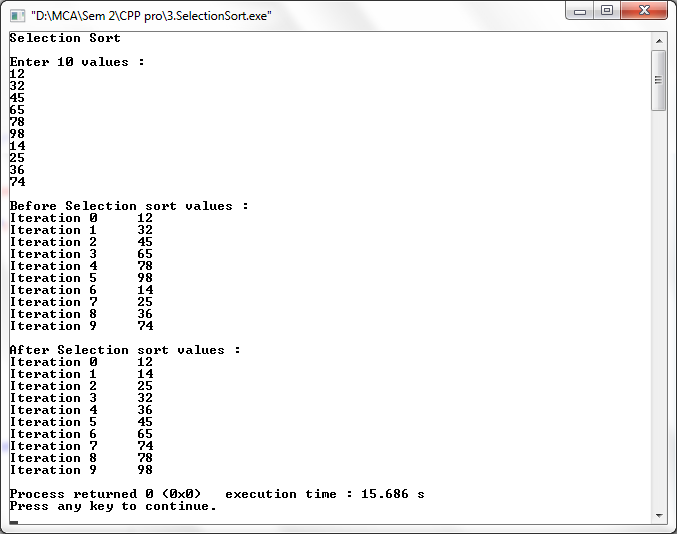 "D:\MCA\Sem 2\CPP pro\3.SelectionSort.exe"
Selection Sort
Enter 10 values :
12
32
45
65
78
98
14
25
36
74
Before Selection sort values :
Iteration 0     12
Iteration 1     32
Iteration 2     45
Iteration 3     65
Iteration 4     78
Iteration 5     98
Iteration 6     14
Iteration 7     25
Iteration 8     36
Iteration 9     74
After Selection sort values :
Iteration 0     12
Iteration 1     14
Iteration 2     25
Iteration 3     32
Iteration 4     36
Iteration 5     45
Iteration 6     65
Iteration 7     74
Iteration 8     78
Iteration 9     98
Process returned 0 (0x0)   execution time : 15.686 s
Press any key to continue.